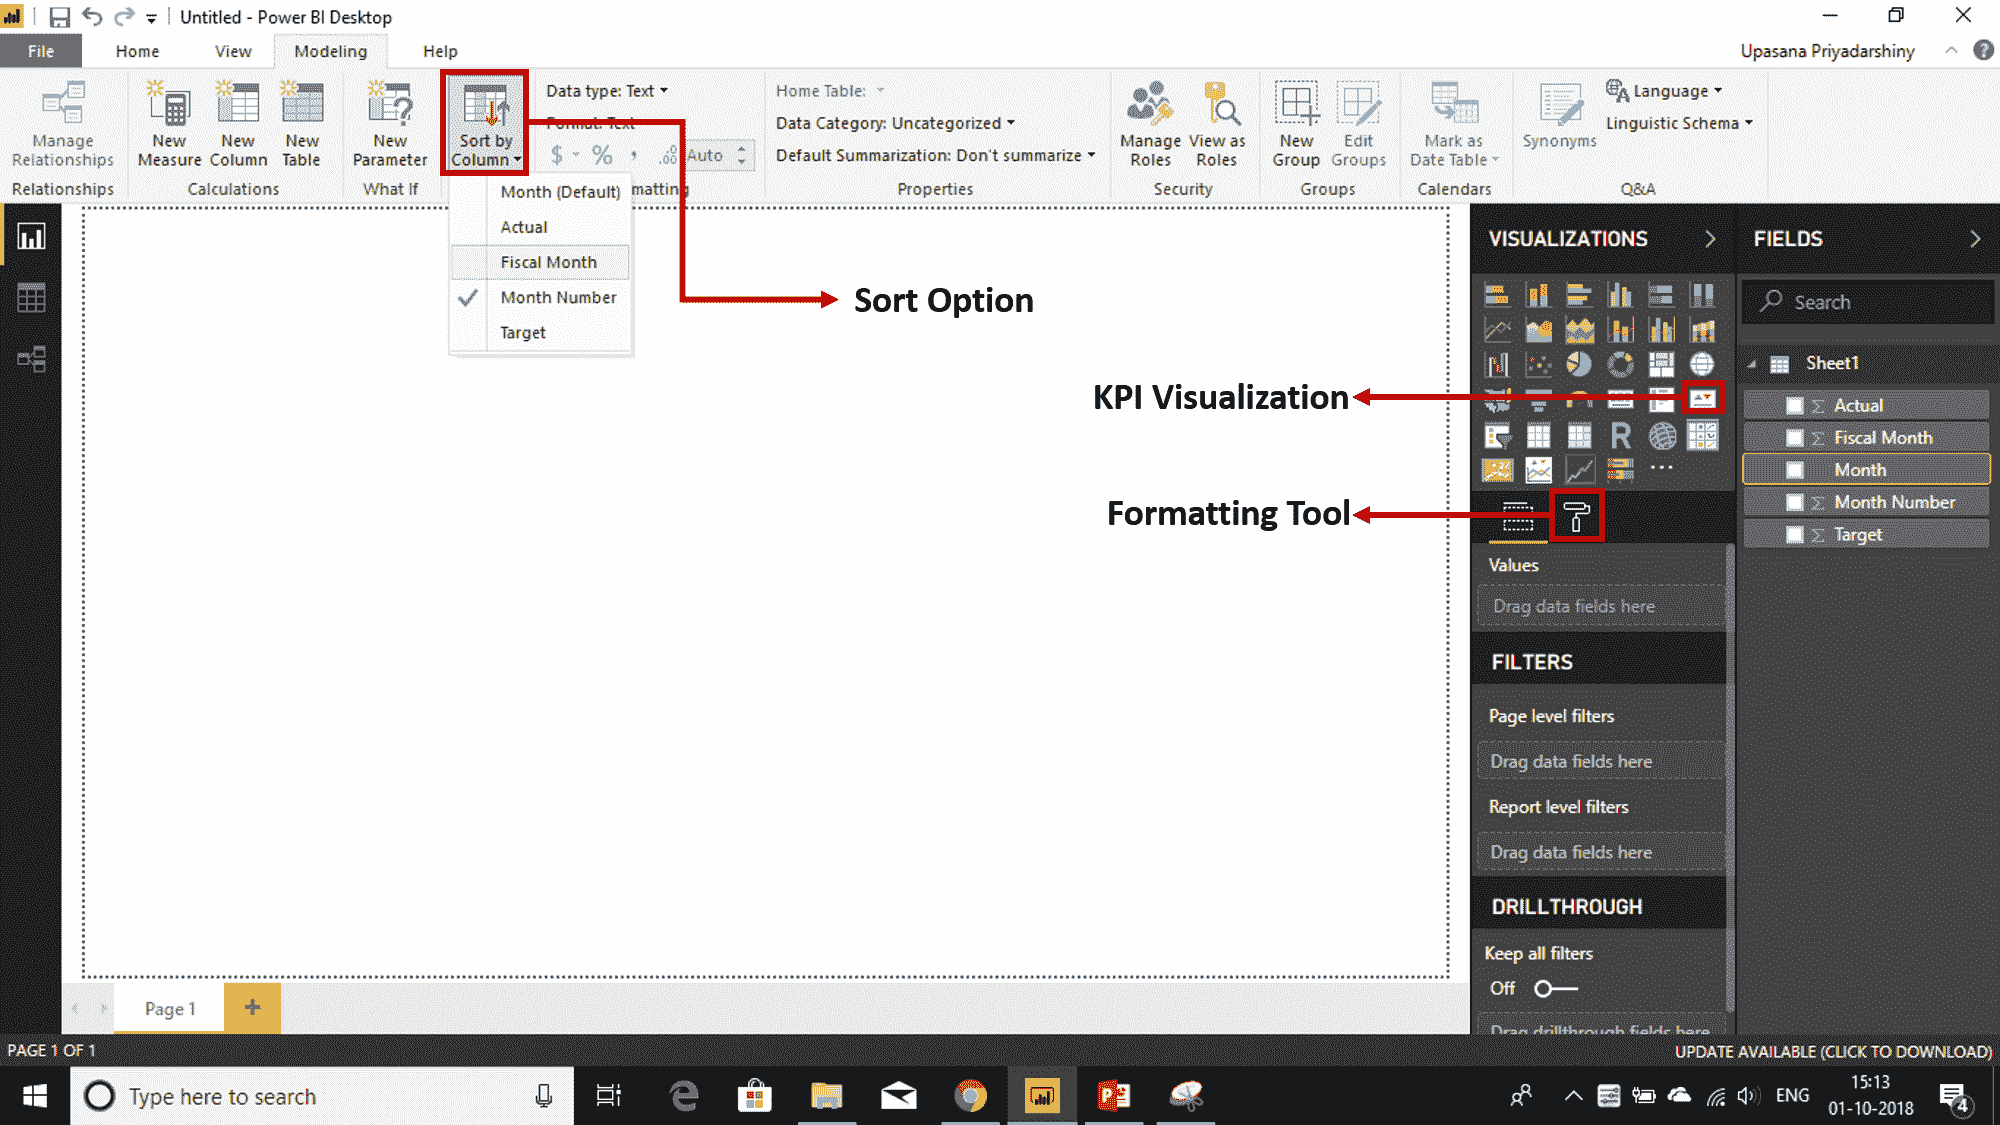 Untitled - Power BI Desktop
File Home View Modeling Help
Upasana Priyadarshiny
Manage Relationships
Relationships
New Measure
New Column
New Table
Calculations
New Parameter
What If
Sort by Column
Data type: Text
Format: Text
$ % , Auto
matting
Home Table:
Data Category: Uncategorized
Default Summarization: Don't summarize
Properties
Manage Roles
View as Roles
Security
New Group
Edit Groups
Groups
Mark as Date Table
Calendars
Synonyms
Language
Linguistic Schema
Q&A
Month (Default)
Actual
Fiscal Month
Month Number
Target
Sort Option
KPI Visualization
Formatting Tool
VISUALIZATIONS
R
Values
Drag data fields here
FILTERS
Page level filters
Drag data fields here
Report level filters
Drag data fields here
DRILLTHROUGH
Keep all filters
Off
Drag drillthrough fields here
FIELDS
Search
Sheet1
Actual
Fiscal Month
Month
Month Number
Target
Page 1
PAGE 1 OF 1
UPDATE AVAILABLE (CLICK TO DOWNLOAD)
Type here to search
ENG
15:13
01-10-2018
4